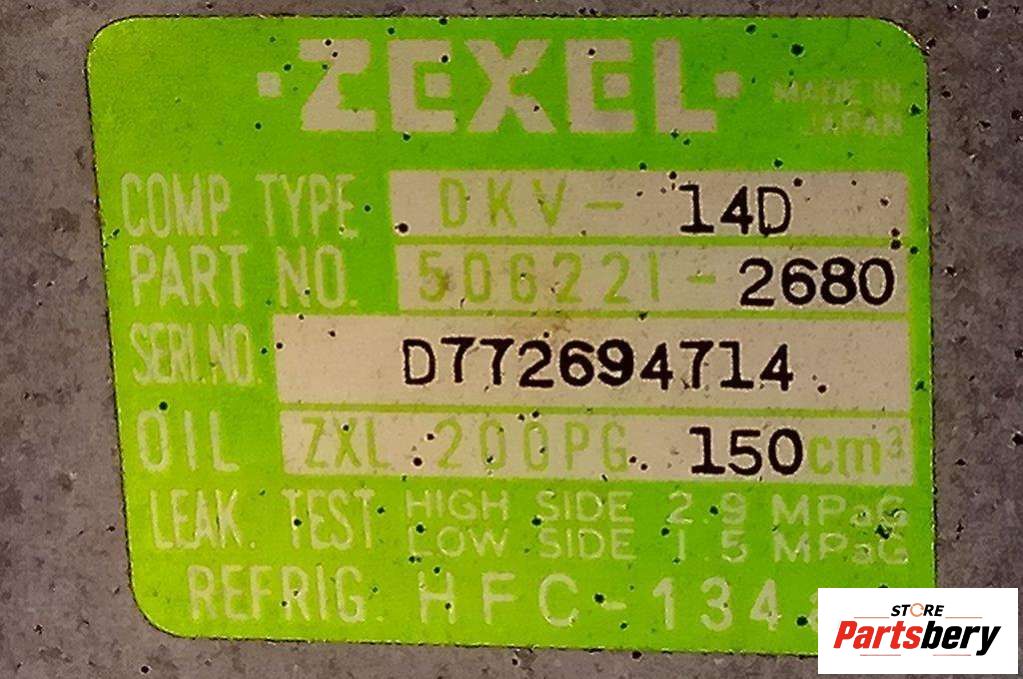 ·ZEXEL·
MADE IN
JAPAN
COMP. TYPE DKV- 14D
PART NO. 506221-2680
SERI.NO. D772694714.
OIL ZXL 200PG 150cm³
LEAK. TEST HIGH SIDE 2.9 MPaG
LOW SIDE 1.5 MPaG
REFRIG. HFC-134a
STORE
Partsbery